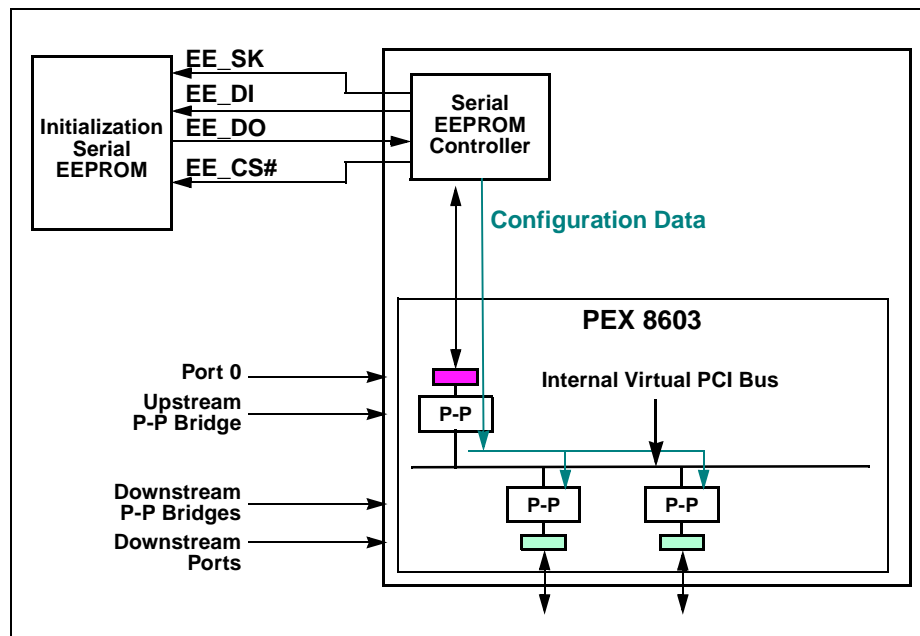 EE_SK
EE_DI
EE_DO
EE_CS#
Initialization
Serial
EEPROM
Serial
EEPROM
Controller
Configuration Data
PEX 8603
Port 0
Internal Virtual PCI Bus
Upstream
P-P Bridge
P-P
Downstream
P-P Bridges
P-P
P-P
Downstream
Ports